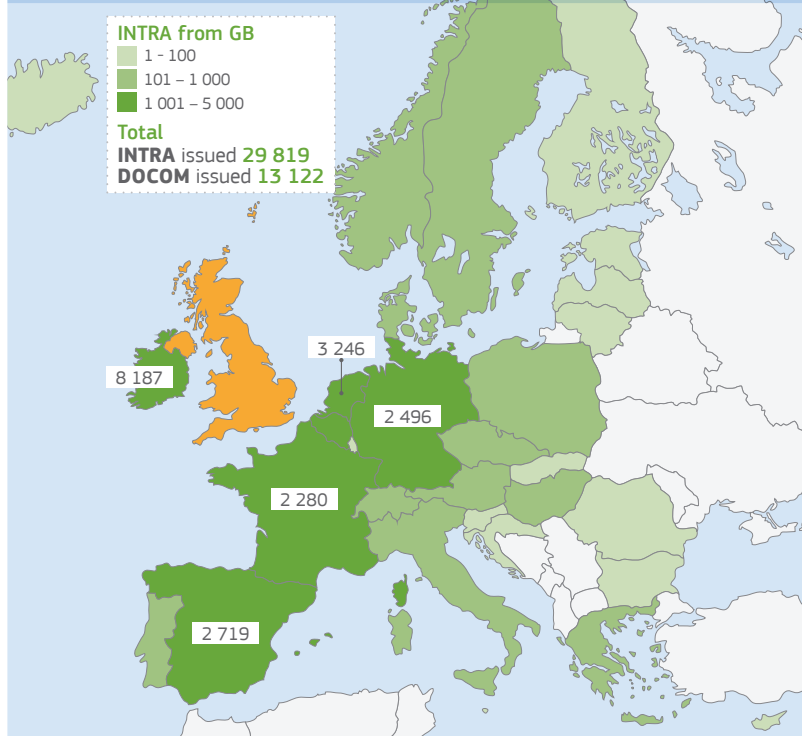 INTRA from GB
1 - 100
101 – 1 000
1 001 – 5 000
Total
INTRA issued 29 819
DOCOM issued 13 122
3 246
8 187
2 496
2 280
2 719